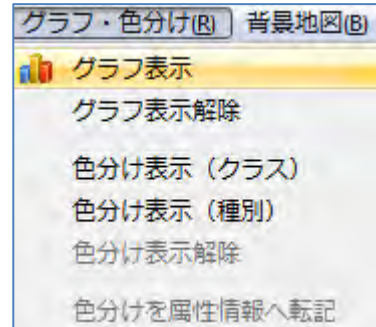 グラフ・色分け(R) 背景地図(B)
グラフ表示
グラフ表示解除
色分け表示（クラス）
色分け表示（種別）
色分け表示解除
色分けを属性情報へ転記